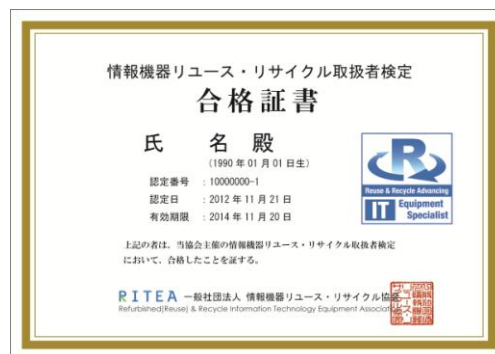 情報機器リユース・リサイクル取扱者検定
合格証書
氏 名 殿
(1990 年 01 月 01 日生)
認定番号 : 10000000-1
認定日 : 2012 年 11 月 21 日
有効期限 : 2014 年 11 月 20 日
R
Reuse & Recycle Advancing
IT Equipment Specialist
上記の者は、当協会主催の情報機器リユース・リサイクル取扱者検定
において、合格したことを証する。
RITEA 一般社団法人 情報機器リユース・リサイクル協会
Refurbished(Reuse) & Recycle Information Technology Equipment Association